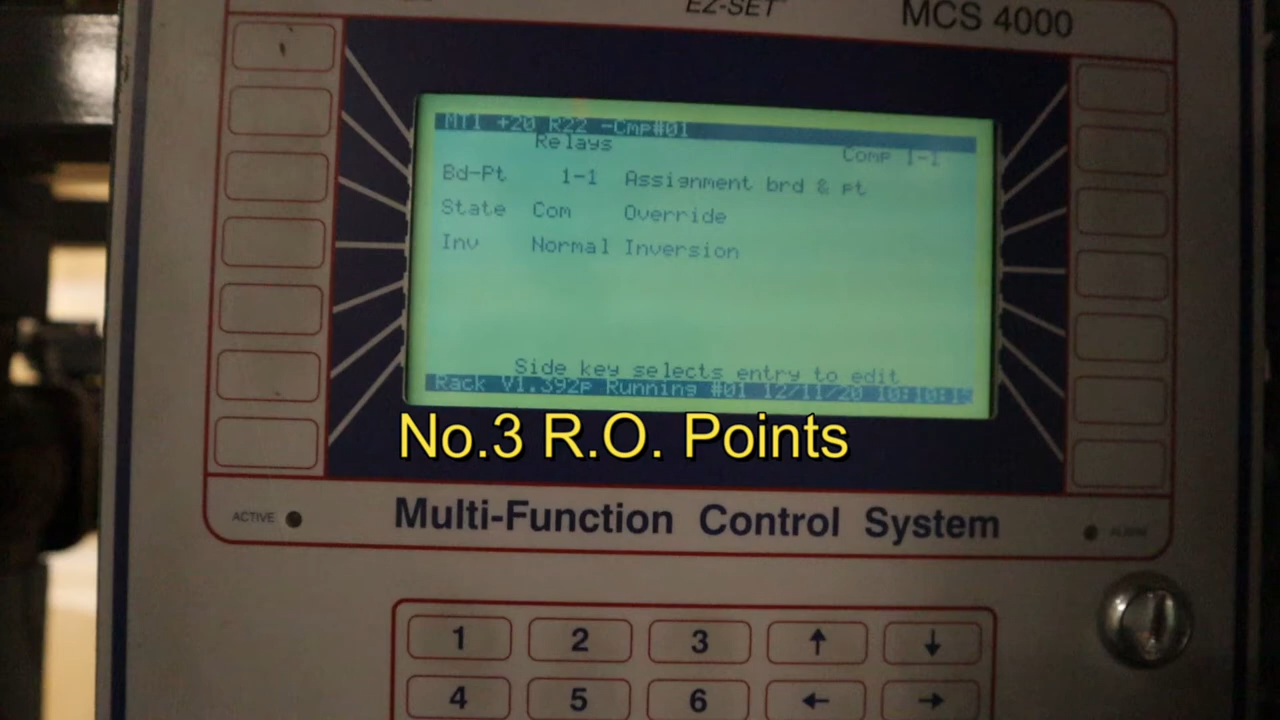 EZ-SET
MCS 4000
MT1 +20 R22 -Cmp#01
Relays
Comp 1-1
Bd-Pt 1-1 Assignment brd & pt
State Com Override
Inv Normal Inversion
Side key selects entry to edit
Rack V1.392p Running #01 12/11/20 10:10:15
No.3 R.O. Points
ACTIVE
Multi-Function Control System
ALARM
1 2 3 ↑ ↓
4 5 6 ← →